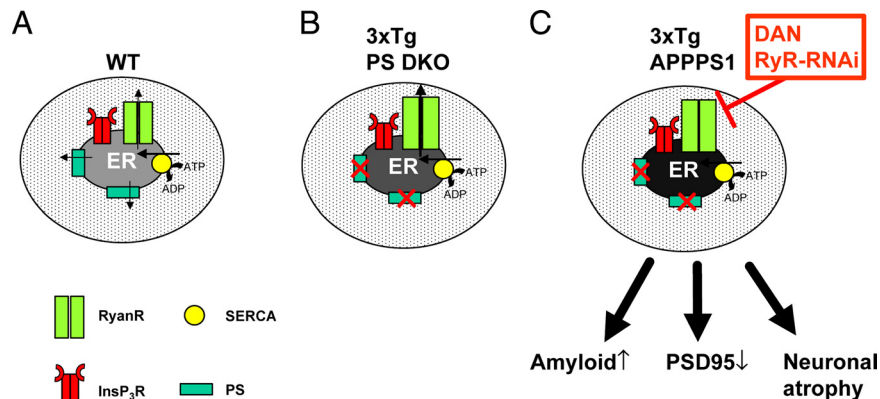 A
WT
ER
ATP
ADP
B
3xTg
PS DKO
ER
ATP
ADP
C
3xTg
APPPS1
DAN
RyR-RNAi
ER
ATP
ADP
RyanR
SERCA
InsP₃R
PS
Amyloid↑
PSD95↓
Neuronal
atrophy